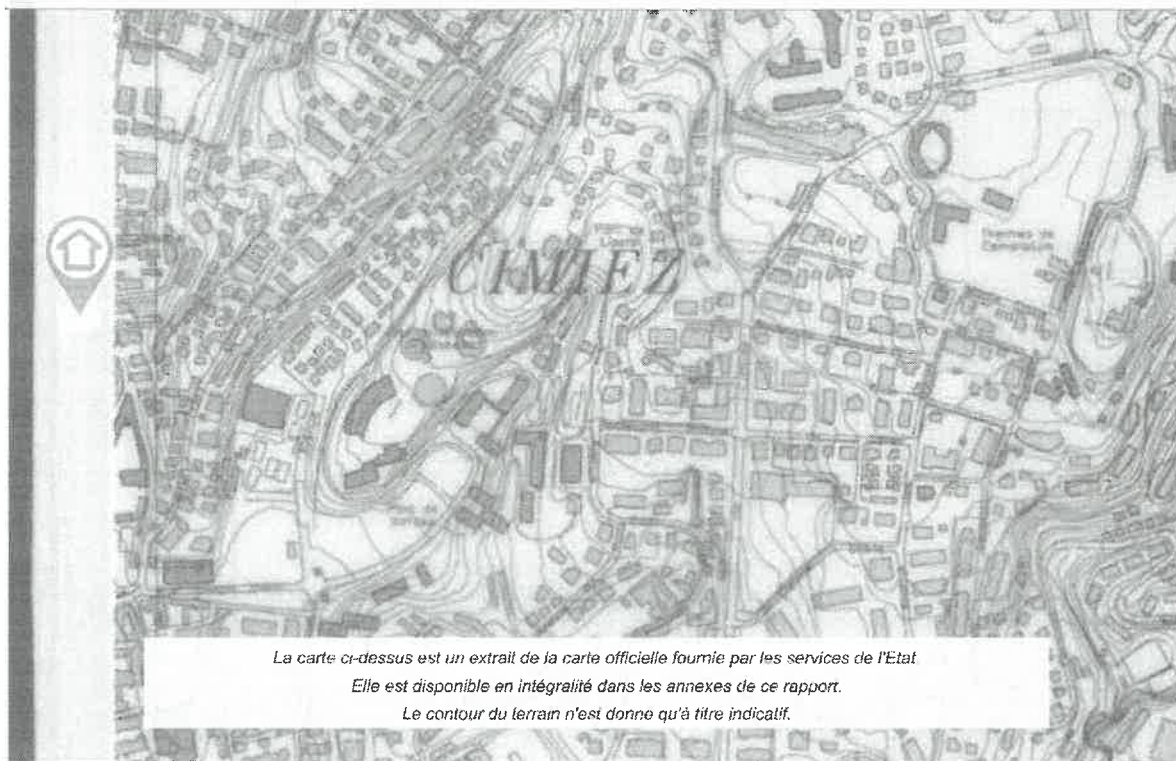 CIMIEZ
La carte ci-dessus est un extrait de la carte officielle fournie par les services de l'Etat
Elle est disponible en intégralité dans les annexes de ce rapport.
Le contour du terrain n'est donne qu'à titre indicatif.